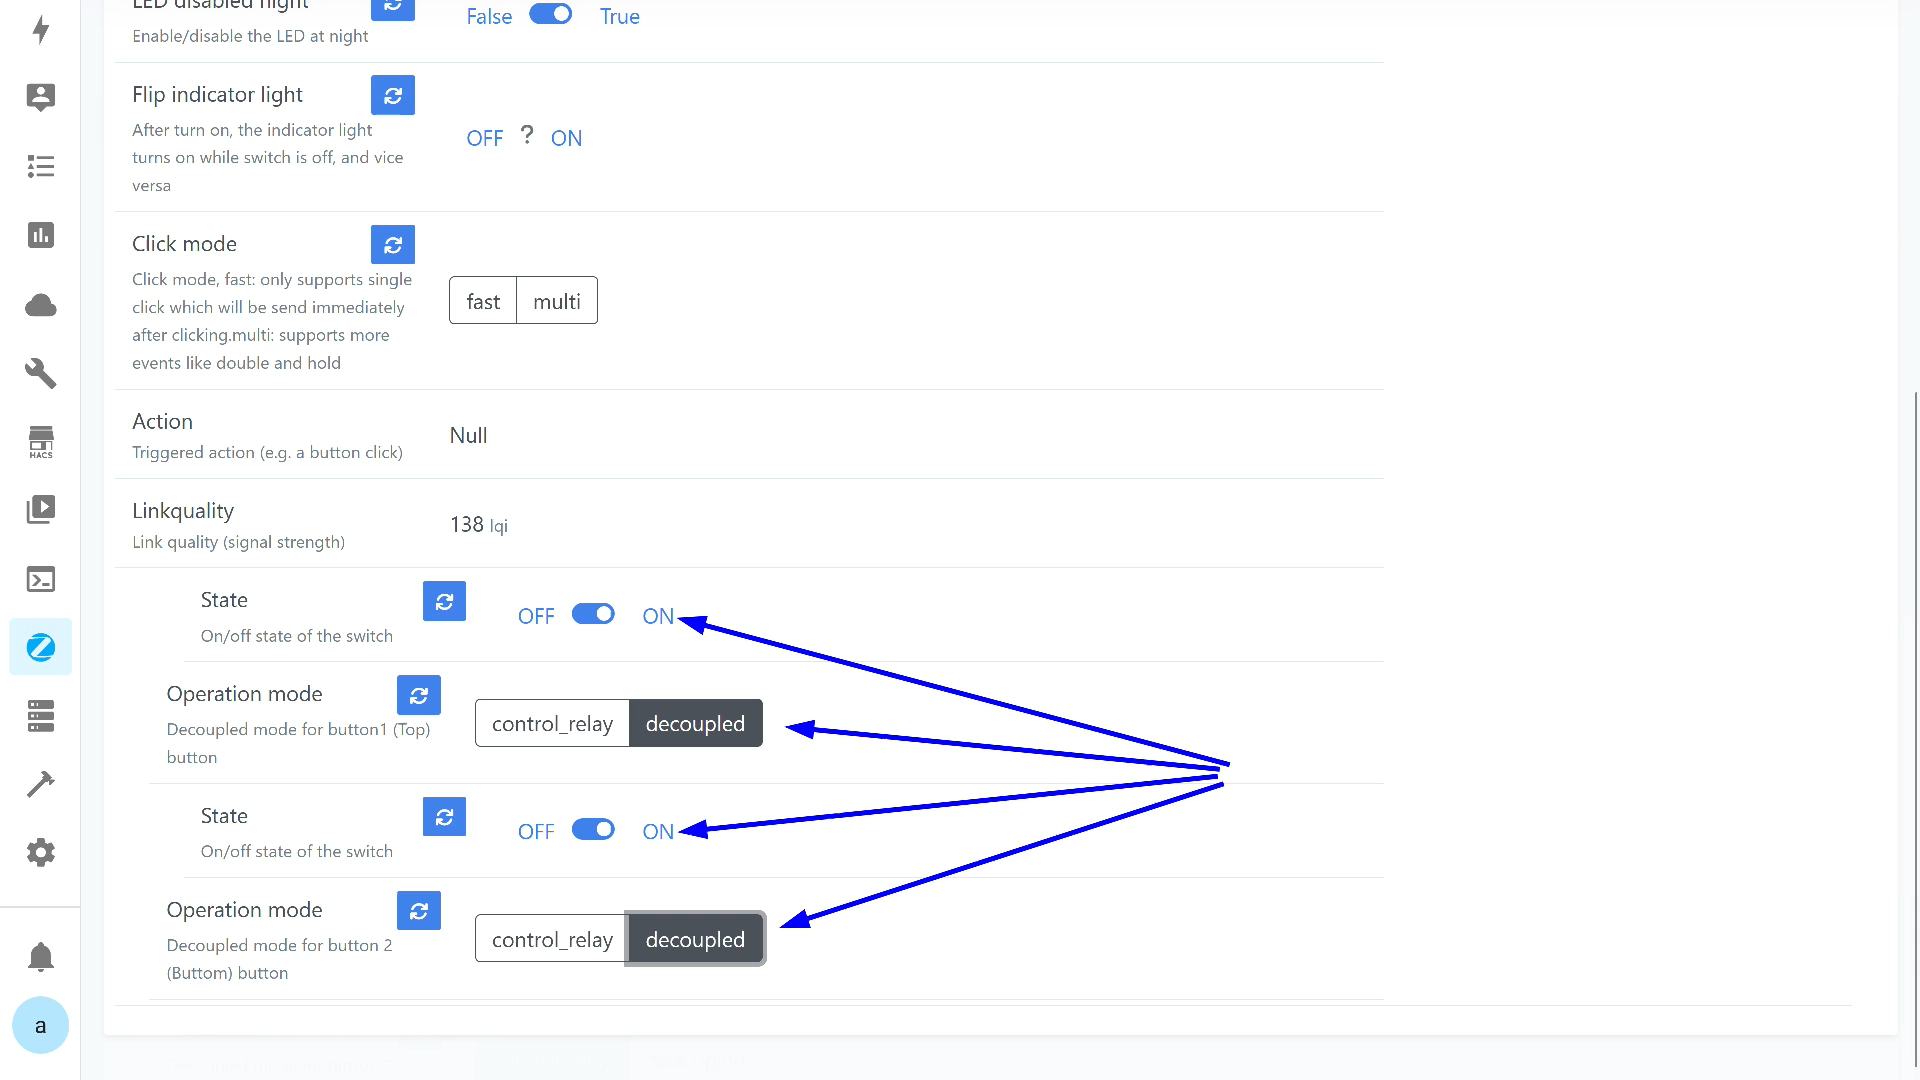 LED disabled night
False True
Enable/disable the LED at night
Flip indicator light
After turn on, the indicator light
turns on while switch is off, and vice
versa
OFF ? ON
Click mode
Click mode, fast: only supports single
click which will be send immediately
after clicking.multi: supports more
events like double and hold
fast multi
Action
Triggered action (e.g. a button click)
Null
Linkquality
Link quality (signal strength)
138 lqi
HACS
State
On/off state of the switch
OFF ON
Operation mode
Decoupled mode for button1 (Top)
button
control_relay decoupled
State
On/off state of the switch
OFF ON
Operation mode
Decoupled mode for button 2
(Buttom) button
control_relay decoupled
a